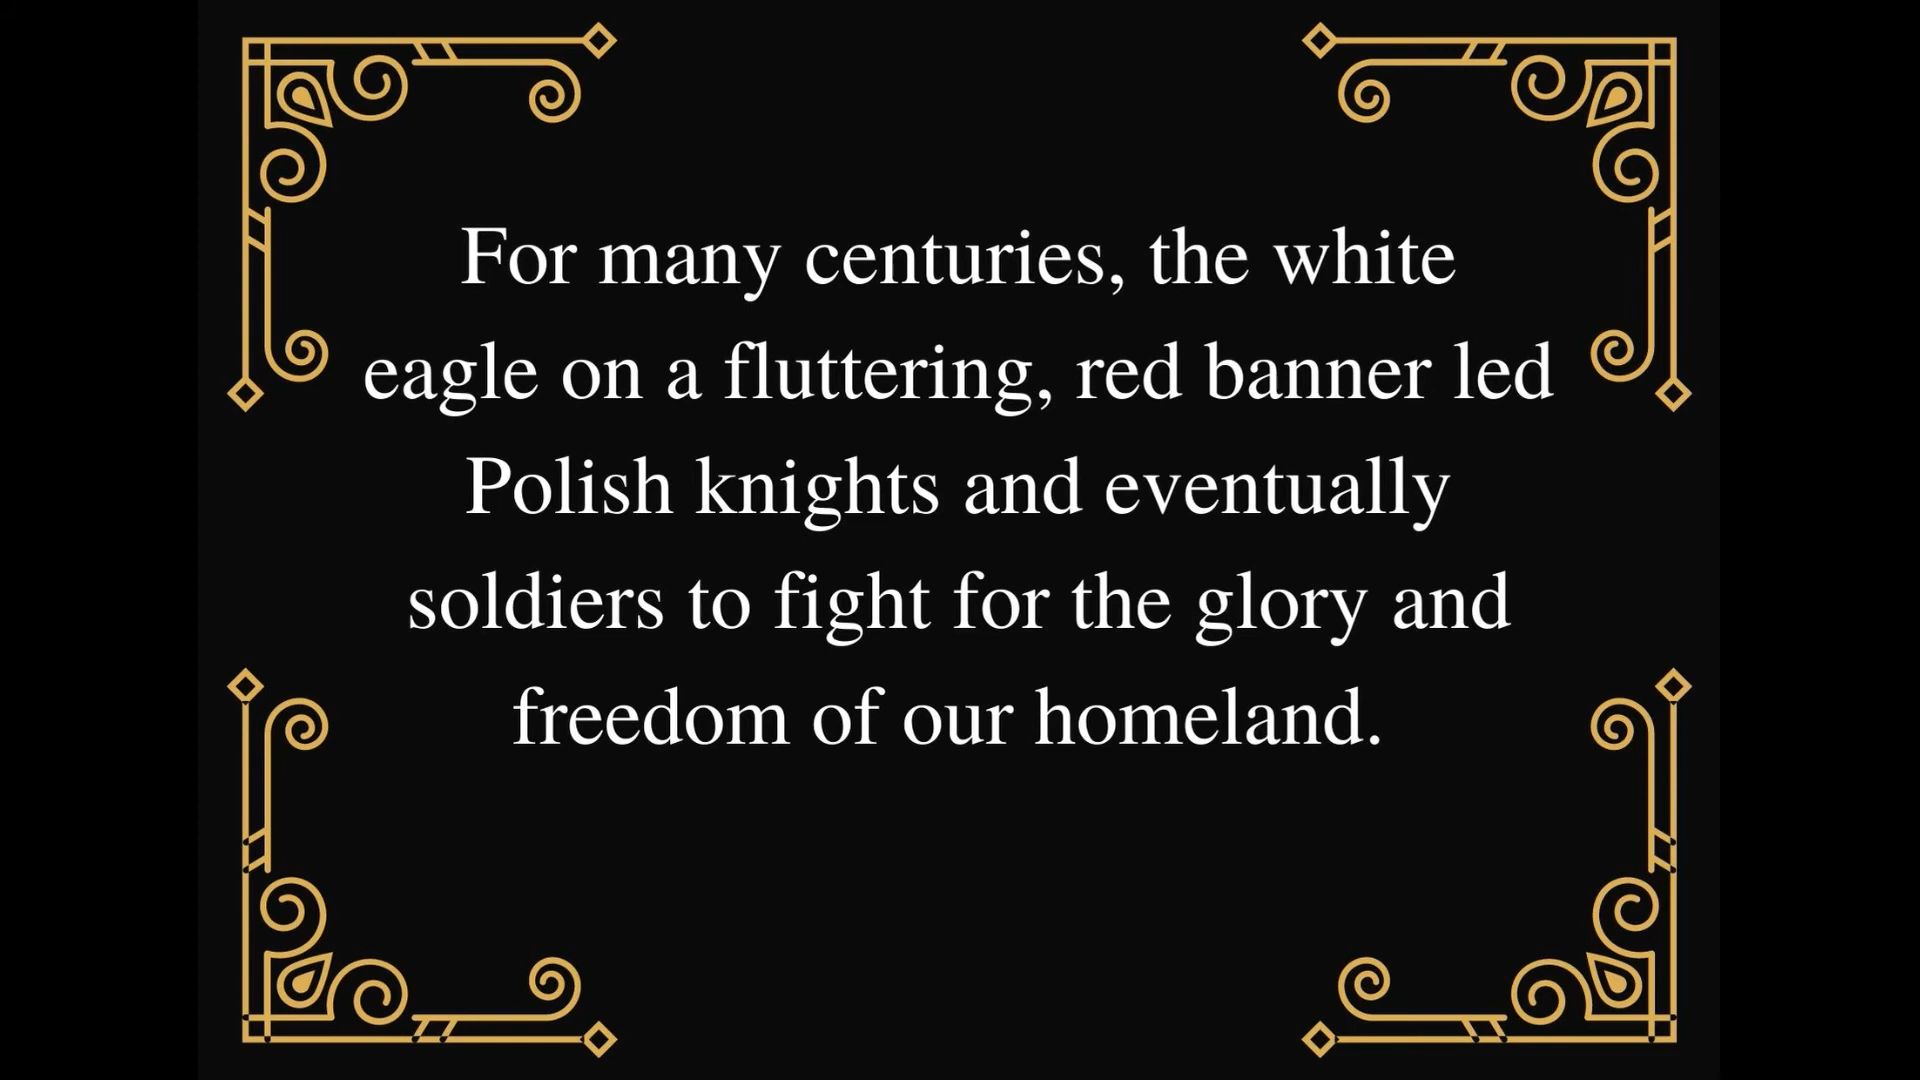 For many centuries, the white
eagle on a fluttering, red banner led
Polish knights and eventually
soldiers to fight for the glory and
freedom of our homeland.